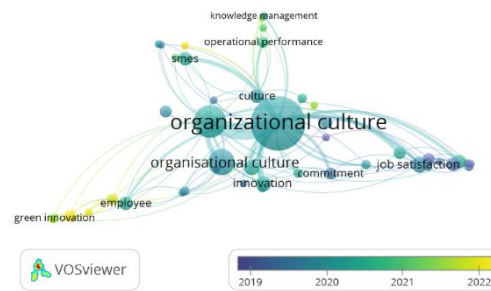 knowledge management
operational performance
smes
culture
organizational culture
organisational culture
job satisfaction
commitment
innovation
employee
green innovation
VOSviewer
2019 2020 2021 2022